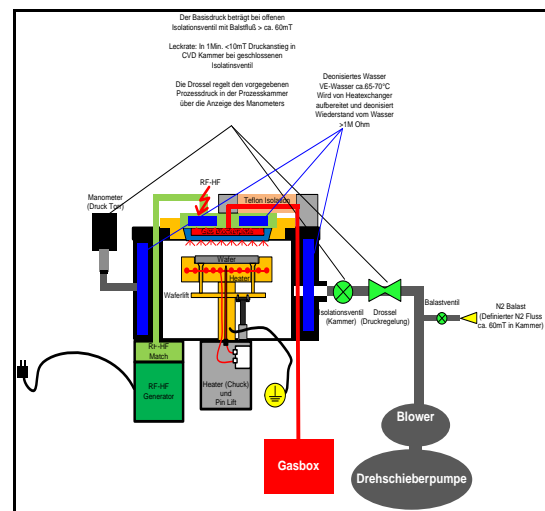 Der Basisdruck beträgt bei offenen
Isolationsventil mit Balstfluß > ca. 60mT
Leckrate: In 1Min. <10mT Druckanstieg in
CVD Kammer bei geschlossenen
Isolatinsventil
Die Drossel regelt den vorgegebenen
Prozessdruck in der Prozesskammer
über die Anzeige des Manometers
Deonisiertes Wasser
VE-Wasser ca.65-70°C
Wird von Heatexchanger
aufbereitet und deonisiert
Wiederstand vom Wasser
>1M Ohm
RF-HF
Manometer
(Druck Torr)
Teflon Isolation
Wafer
Heater
Waferlift
Isolationsventil
(Kammer)
Drossel
(Druckregelung)
Balastventil
N2 Balast
(Definierter N2 Fluss
ca. 60mT in Kammer)
RF-HF
Match
RF-HF
Generator
Heater (Chuck)
und
Pin Lift
Gasbox
Blower
Drehschieberpumpe